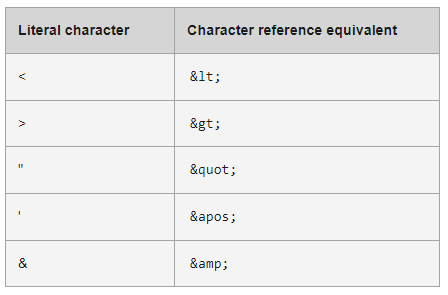 Literal character Character reference equivalent
< &lt;
> &gt;
" &quot;
' &apos;
& &amp;